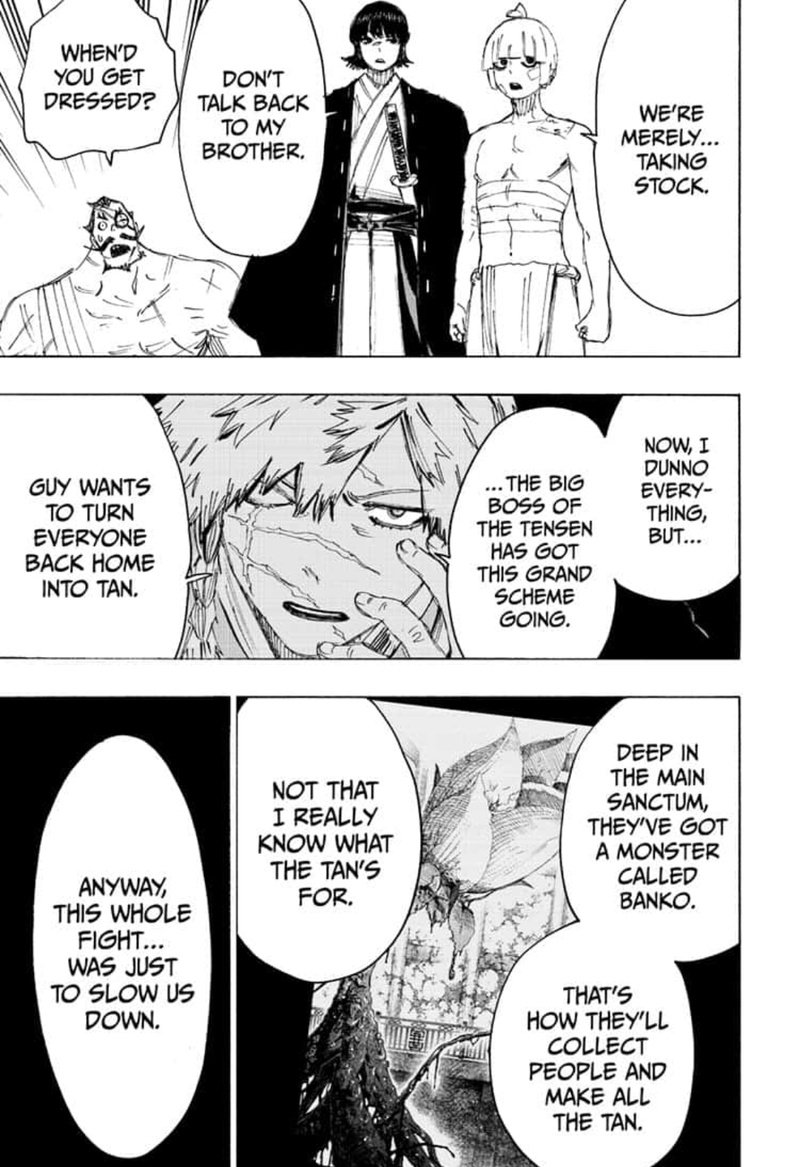 WE'RE
MERELY...
TAKING
STOCK.
DON'T
TALK BACK
TO MY
BROTHER.
WHEN'D
YOU GET
DRESSED?
NOW, I
DUNNO
EVERY-
THING,
BUT...
...THE BIG
BOSS OF
THE TENSEN
HAS GOT
THIS GRAND
SCHEME
GOING.
GUY WANTS
TO TURN
EVERYONE
BACK HOME
INTO TAN.
DEEP IN
THE MAIN
SANCTUM,
THEY'VE GOT
A MONSTER
CALLED
BANKO.
THAT'S
HOW THEY'LL
COLLECT
PEOPLE AND
MAKE ALL
THE TAN.
NOT THAT
I REALLY
KNOW WHAT
THE TAN'S
FOR.
ANYWAY,
THIS WHOLE
FIGHT...
WAS JUST
TO SLOW US
DOWN.